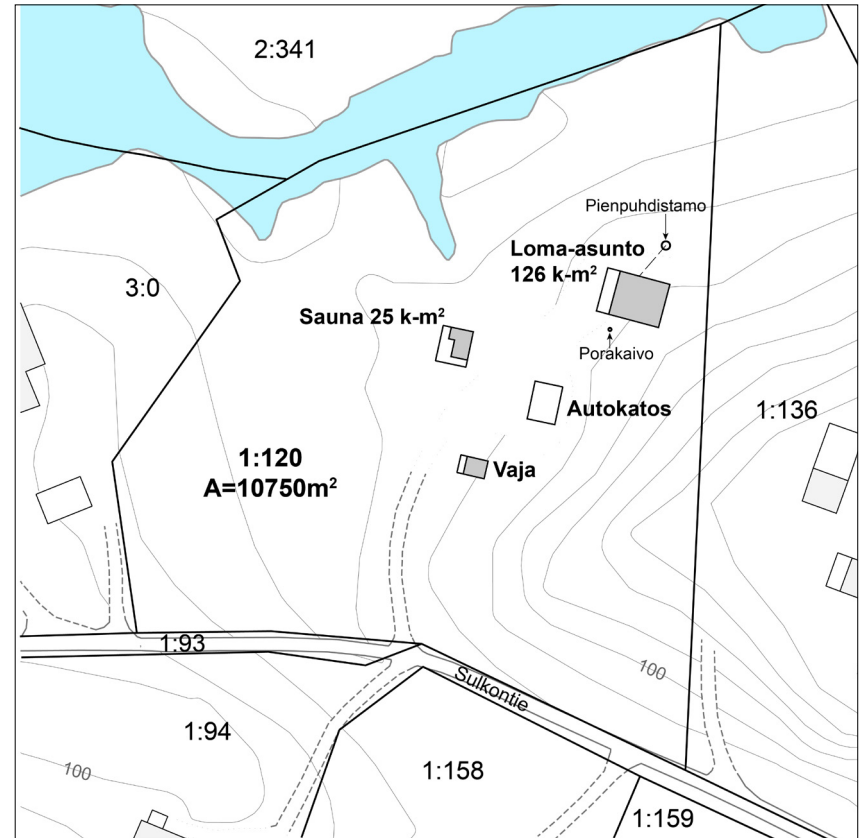 2:341
Pienpuhdistamo
Loma-asunto
126 k-m²
3:0
Sauna 25 k-m²
Porakaivo
Autokatos
1:136
1:120
A=10750m²
Vaja
1:93
100
Sulkontie
1:94
100
1:158
1:159